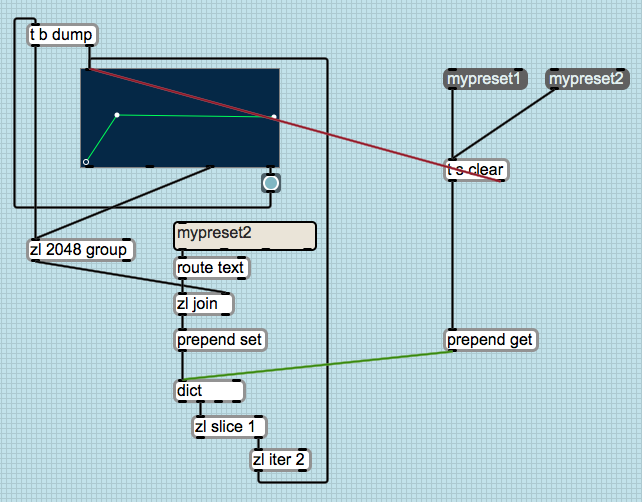 t b dump
mypreset1
mypreset2
t s clear
mypreset2
zl 2048 group
route text
zl join
prepend set
prepend get
dict
zl slice 1
zl iter 2